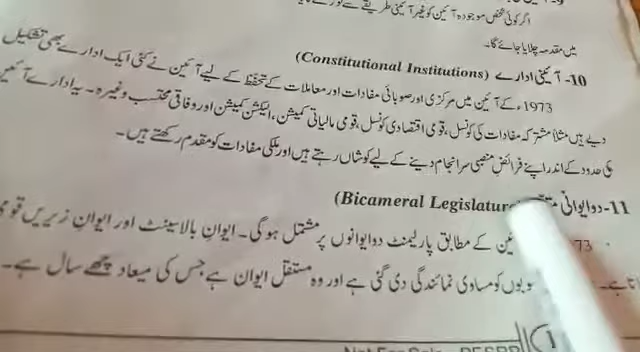 اگر کوئی شخص موجودہ آئین کو غیر آئینی طریقے سے توڑے
میں مقدمہ چلایا جائے گا۔
10- آئینی ادارے (Constitutional Institutions)
1973ء کے آئین میں مرکزی اور صوبائی مفادات اور معاملات کے تحفظ کے لیے آئین نے کئی ایک ادارے بھی تشکیل
دیے ہیں مثلاً مشترکہ مفادات کی کونسل، قومی اقتصادی کونسل، قومی مالیاتی کمیشن، الیکشن کمیشن اور وفاقی محتسب وغیرہ۔ یہ ادارے آئین
کی حدود کے اندر اپنے فرائض منصبی سرانجام دینے کے لیے کوشاں رہتے ہیں اور ملکی مفادات کو مقدم رکھتے ہیں۔
11- دو ایوانی (Bicameral Legislature
کے مطابق پارلیمنٹ دو ایوانوں پر مشتمل ہوگی۔ ایوان بالا سینٹ اور ایوان زیریں
صوبوں کو مساوی نمائندگی دی گئی ہے اور وہ مستقل ایوان ہے جس کی میعاد چھے سال ہے۔